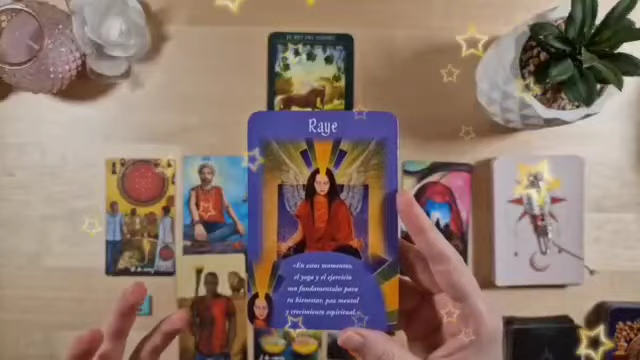 Raye
«En estos momentos,
el yoga y el ejercicio
son fundamentales para
tu bienestar, paz mental
y crecimiento espiritual.»